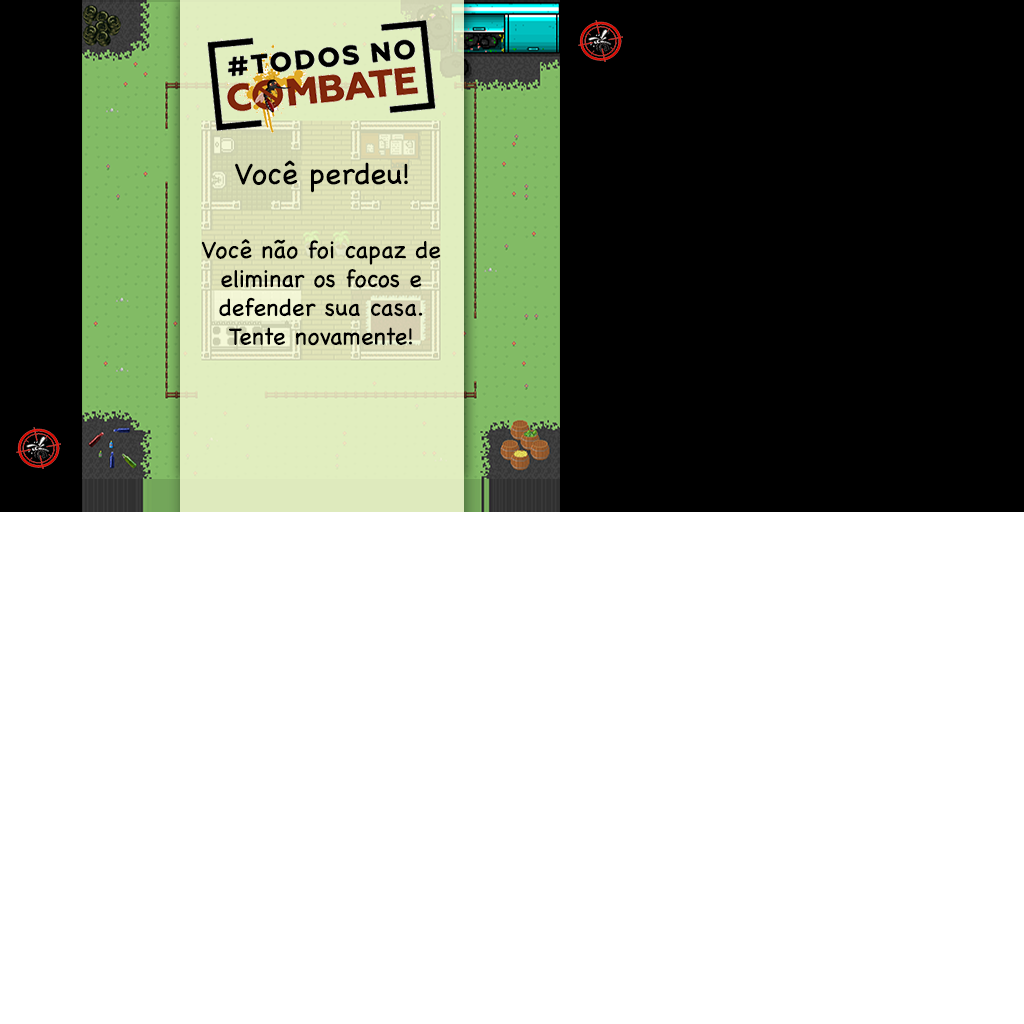 #TODOS NO
COMBATE
Você perdeu!
Você não foi capaz de
eliminar os focos e
defender sua casa.
Tente novamente!